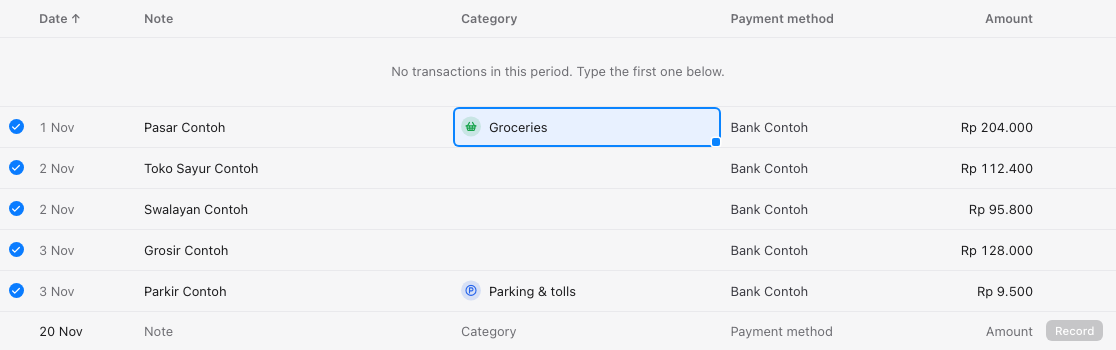 Date ↑ Note Category Payment method Amount
No transactions in this period. Type the first one below.
1 Nov Pasar Contoh Groceries Bank Contoh Rp 204.000
2 Nov Toko Sayur Contoh Bank Contoh Rp 112.400
2 Nov Swalayan Contoh Bank Contoh Rp 95.800
3 Nov Grosir Contoh Bank Contoh Rp 128.000
3 Nov Parkir Contoh Parking & tolls Bank Contoh Rp 9.500
20 Nov Note Category Payment method Amount Record